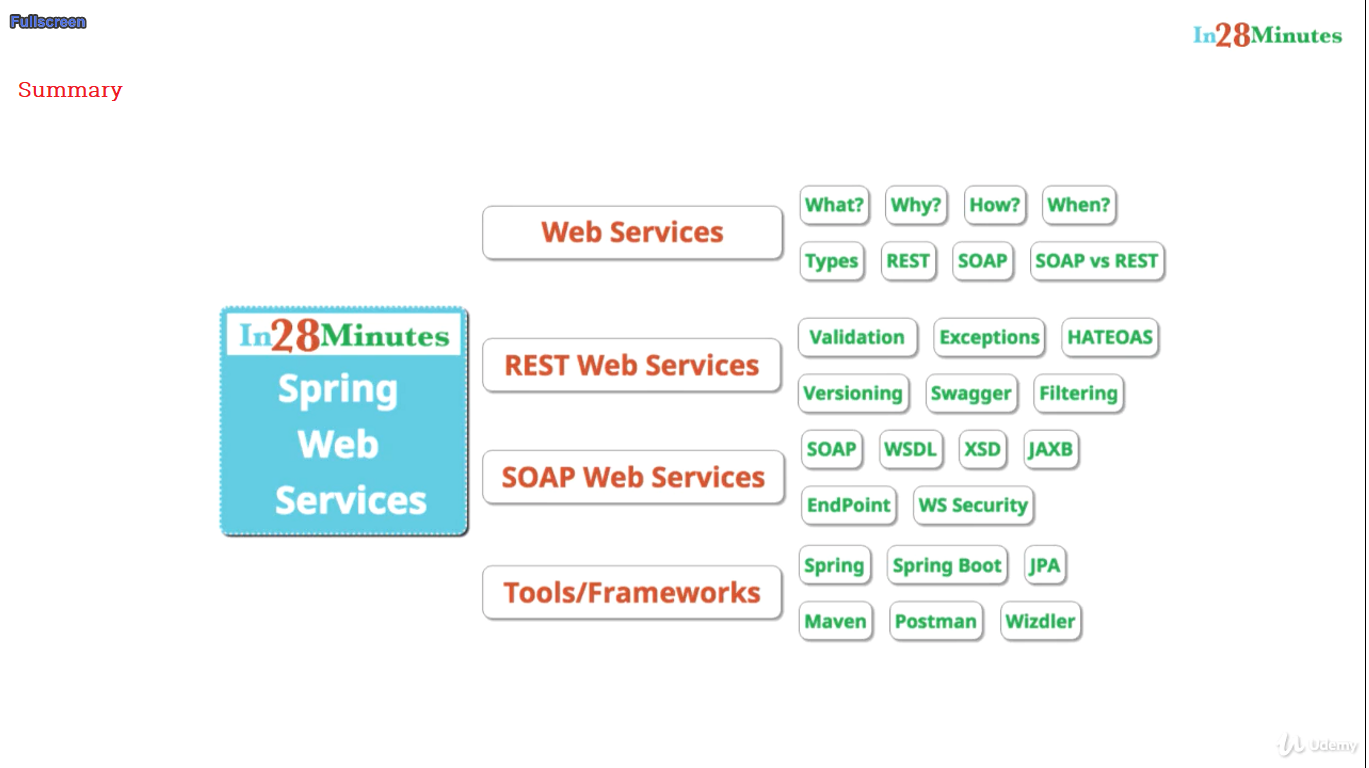 Fullscreen
In28Minutes
Summary
What? Why? How? When?
Web Services
Types REST SOAP SOAP vs REST
In28Minutes
Spring
Web
Services
Validation Exceptions HATEOAS
REST Web Services
Versioning Swagger Filtering
SOAP WSDL XSD JAXB
SOAP Web Services
EndPoint WS Security
Spring Spring Boot JPA
Tools/Frameworks
Maven Postman Wizdler
Udemy